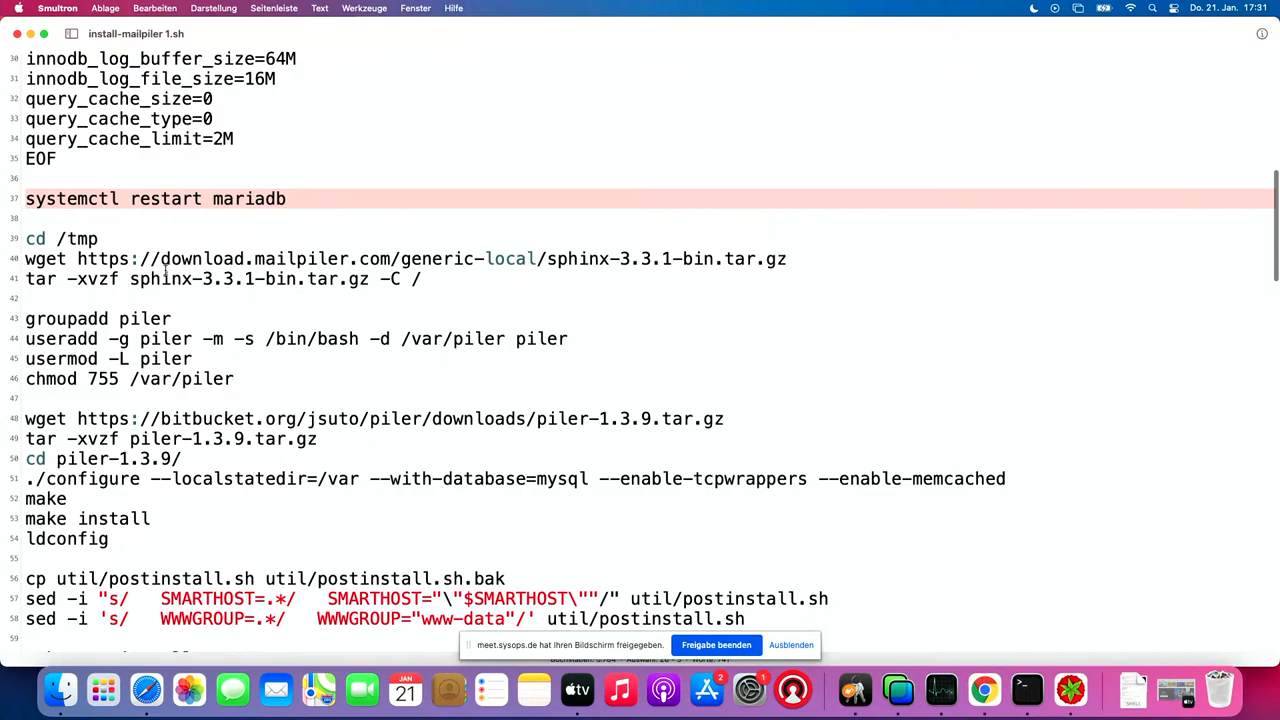 Smultron Ablage Bearbeiten Darstellung Seitenleiste Text Werkzeuge Fenster Hilfe Do. 21. Jan. 17:31
install-mailpiler 1.sh
30 innodb_log_buffer_size=64M
31 innodb_log_file_size=16M
32 query_cache_size=0
33 query_cache_type=0
34 query_cache_limit=2M
35 EOF
36
37 systemctl restart mariadb
38
39 cd /tmp
40 wget https://download.mailpiler.com/generic-local/sphinx-3.3.1-bin.tar.gz
41 tar -xvzf sphinx-3.3.1-bin.tar.gz -C /
42
43 groupadd piler
44 useradd -g piler -m -s /bin/bash -d /var/piler piler
45 usermod -L piler
46 chmod 755 /var/piler
47
48 wget https://bitbucket.org/jsuto/piler/downloads/piler-1.3.9.tar.gz
49 tar -xvzf piler-1.3.9.tar.gz
50 cd piler-1.3.9/
51 ./configure --localstatedir=/var --with-database=mysql --enable-tcpwrappers --enable-memcached
52 make
53 make install
54 ldconfig
55
56 cp util/postinstall.sh util/postinstall.sh.bak
57 sed -i "s/   SMARTHOST=.*/   SMARTHOST="\"$SMARTHOST\""/" util/postinstall.sh
58 sed -i 's/   WWWGROUP=.*/   WWWGROUP="www-data"/' util/postinstall.sh
59
meet.sysops.de hat Ihren Bildschirm freigegeben. Freigabe beenden Ausblenden
JAN
21
2
1
tv
>_
SHELL
tv